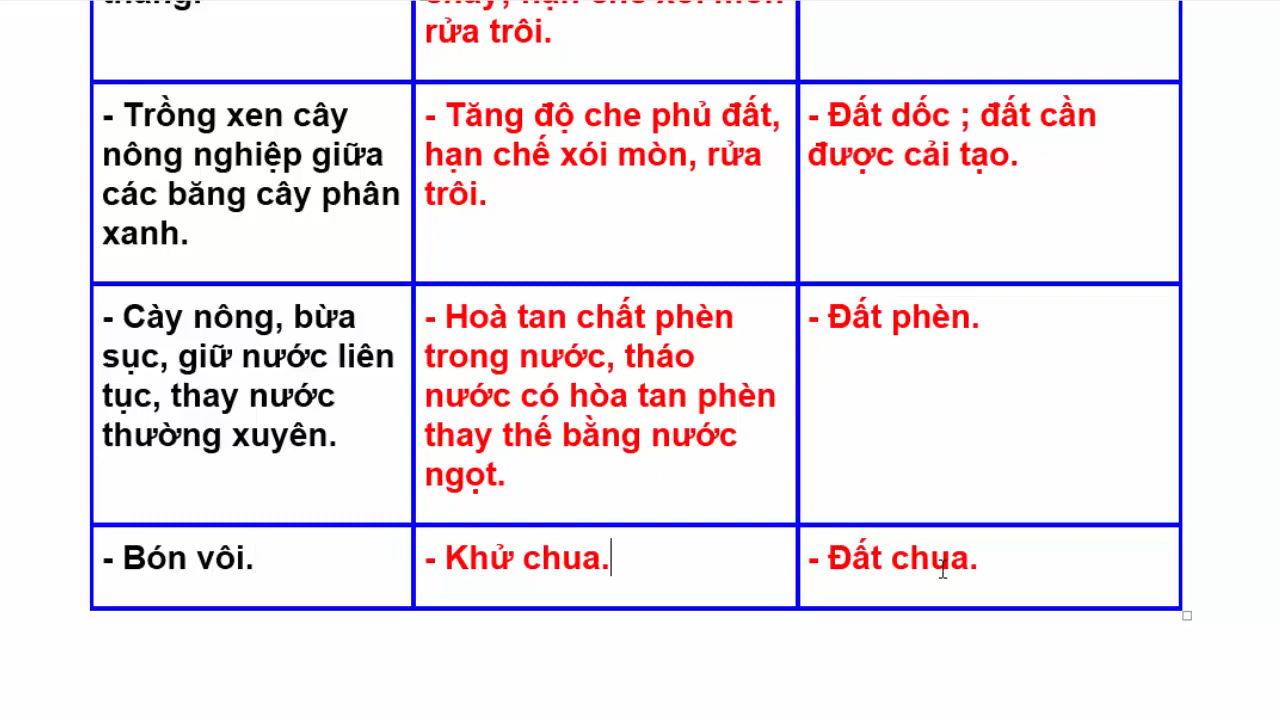 rửa trôi.
- Trồng xen cây
nông nghiệp giữa
các băng cây phân
xanh.
- Tăng độ che phủ đất,
hạn chế xói mòn, rửa
trôi.
- Đất dốc ; đất cần
được cải tạo.
- Cày nông, bừa
sục, giữ nước liên
tục, thay nước
thường xuyên.
- Hoà tan chất phèn
trong nước, tháo
nước có hòa tan phèn
thay thế bằng nước
ngọt.
- Đất phèn.
- Bón vôi.
- Khử chua.
- Đất chua.